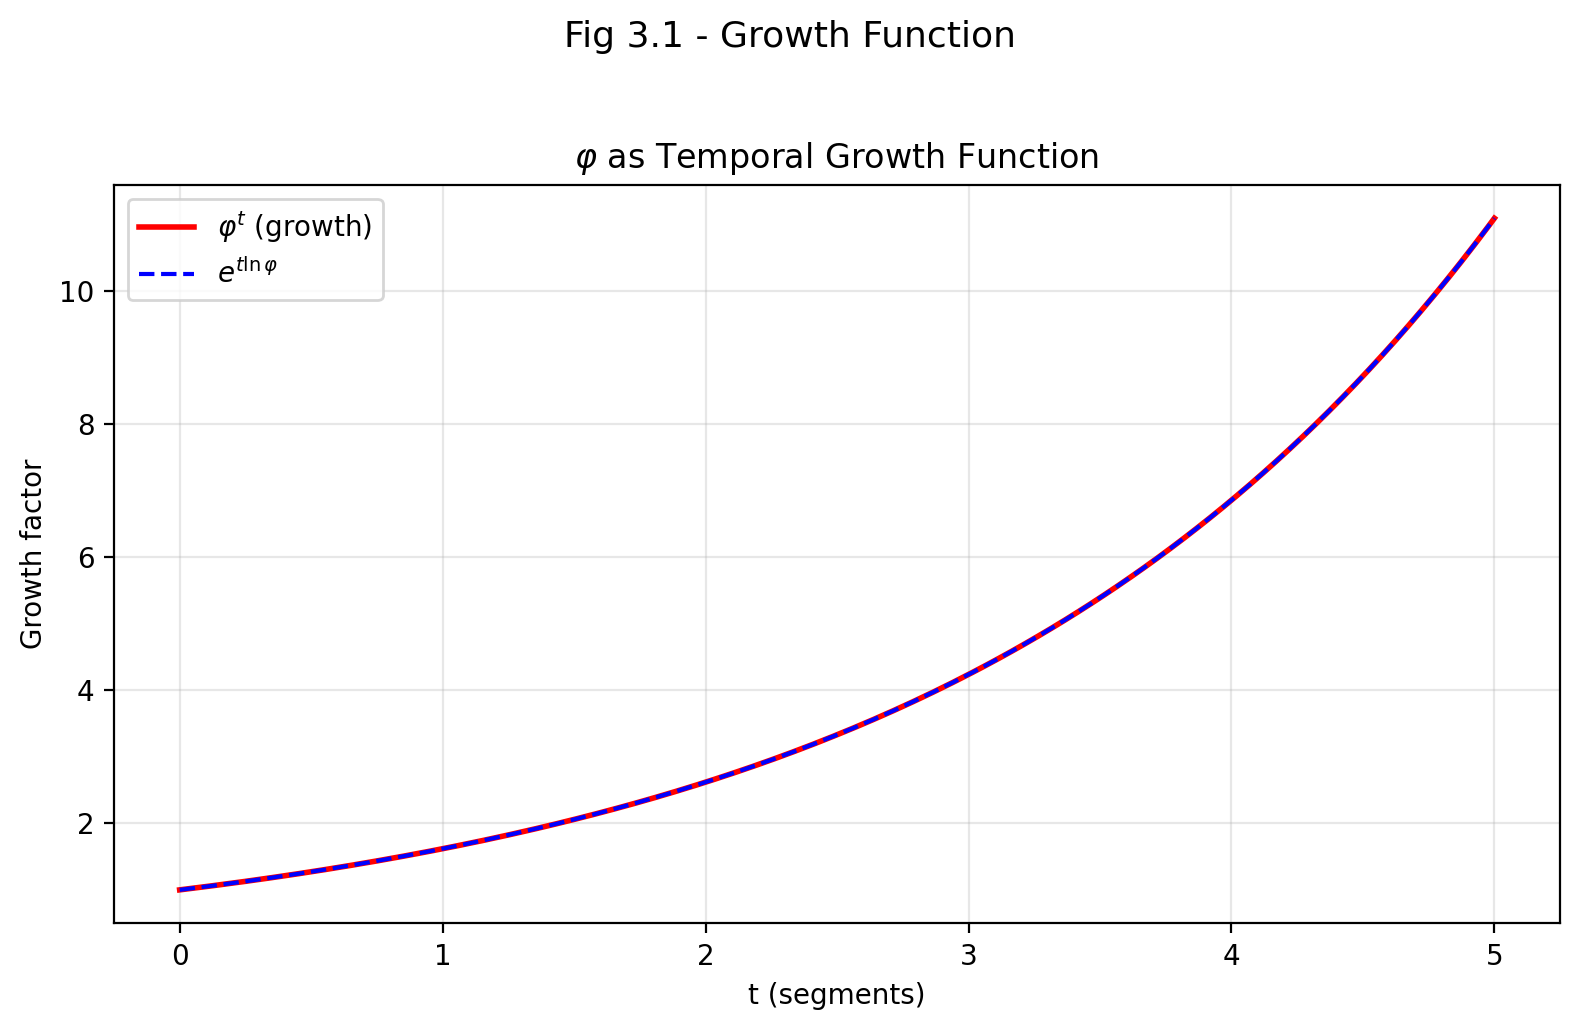 Fig 3.1 - Growth Function
φ as Temporal Growth Function
φ^t (growth)
e^{t ln φ}
10
8
6
4
2
Growth factor
0 1 2 3 4 5
t (segments)